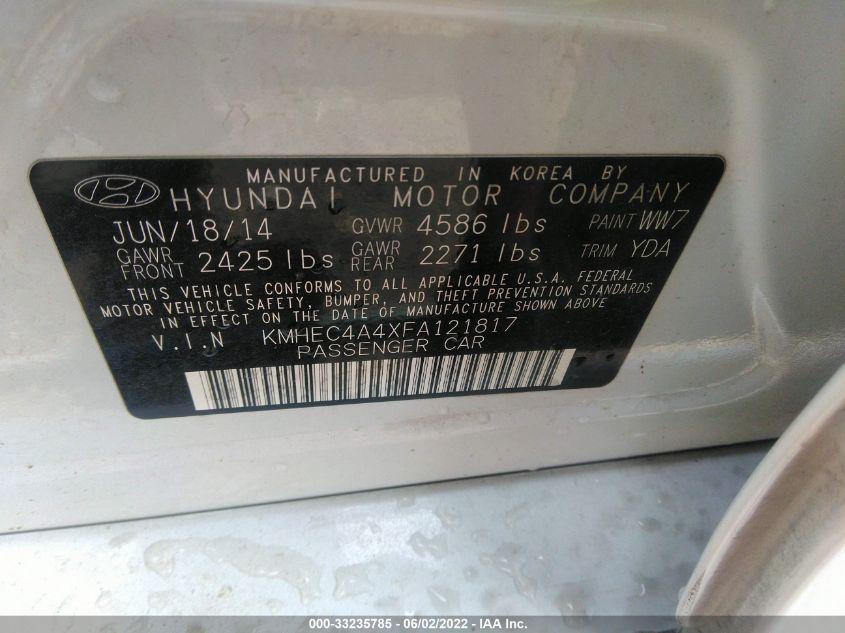 MANUFACTURED IN KOREA BY
HYUNDAI MOTOR COMPANY
JUN/18/14 GVWR 4586 lbs PAINT WW7
GAWR FRONT 2425 lbs GAWR REAR 2271 lbs TRIM YDA
THIS VEHICLE CONFORMS TO ALL APPLICABLE U.S.A. FEDERAL
MOTOR VEHICLE SAFETY, BUMPER, AND THEFT PREVENTION STANDARDS
IN EFFECT ON THE DATE OF MANUFACTURE SHOWN ABOVE
V.I.N KMHEC4A4XFA121817
PASSENGER CAR
000-33235785 - 06/02/2022 - IAA Inc.